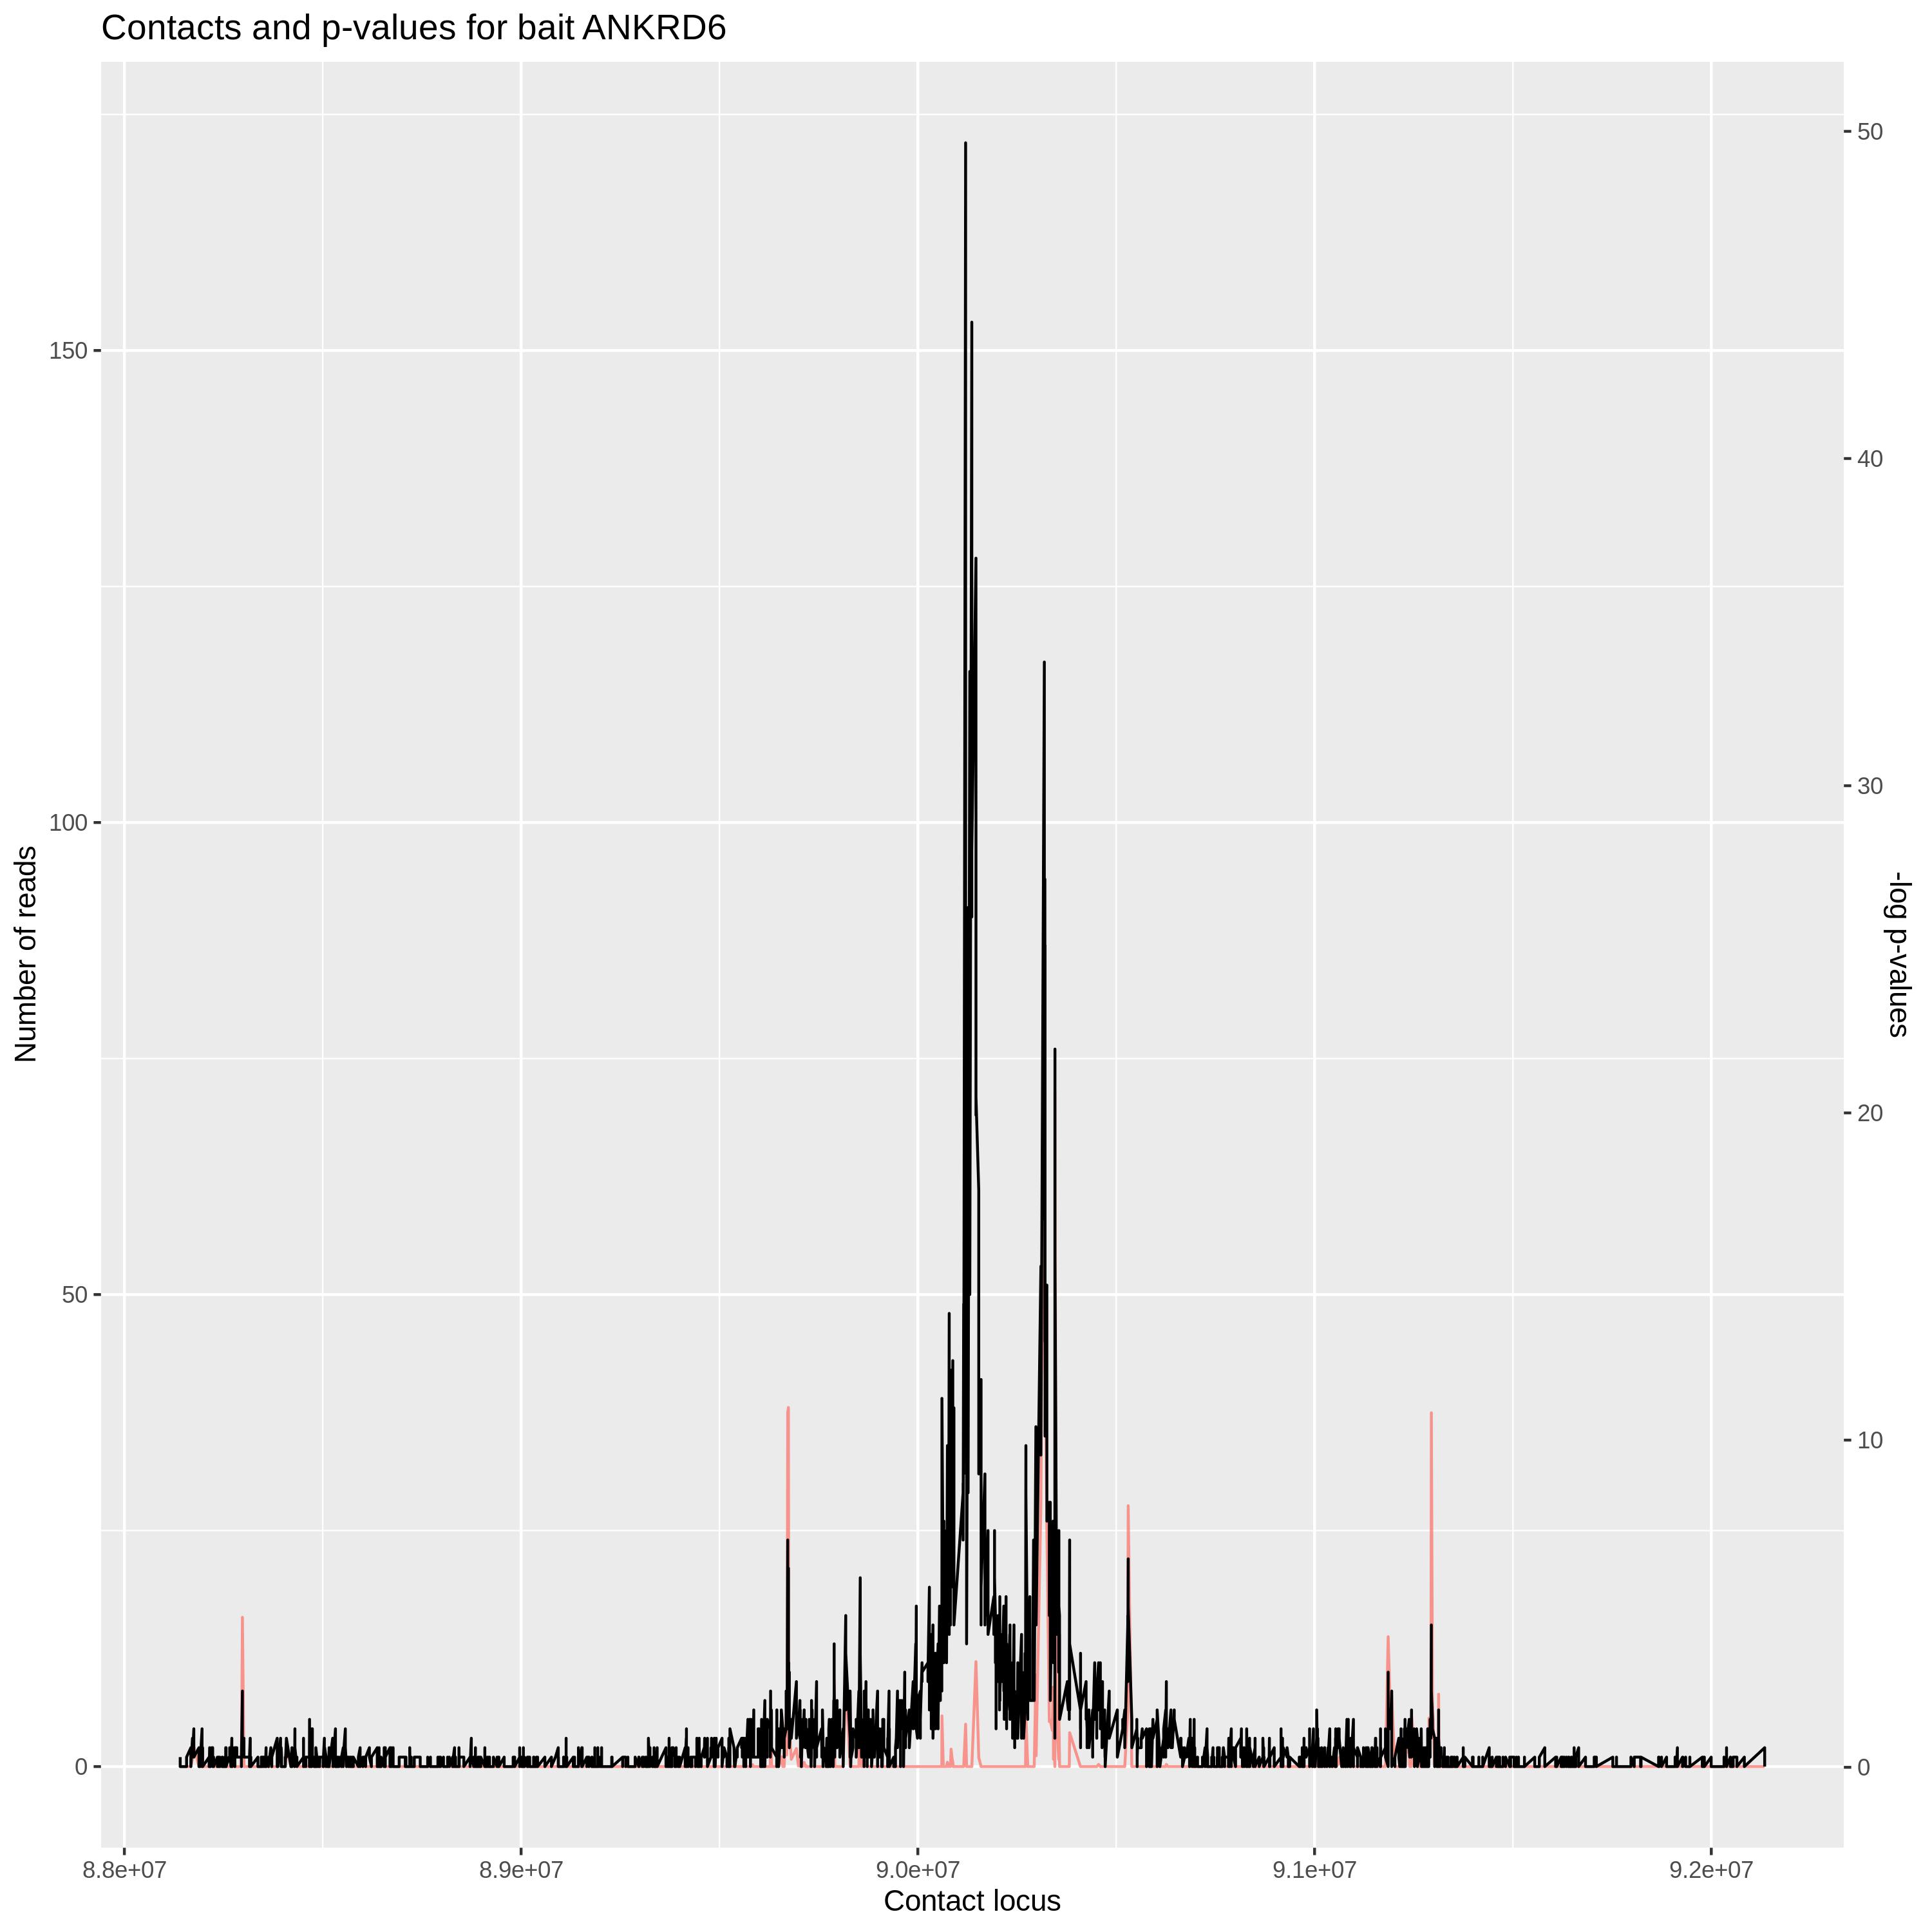 Contacts and p-values for bait ANKRD6
150
100
50
0
Number of reads
50
40
30
20
10
0
-log p-values
8.8e+07 8.9e+07 9.0e+07 9.1e+07 9.2e+07
Contact locus